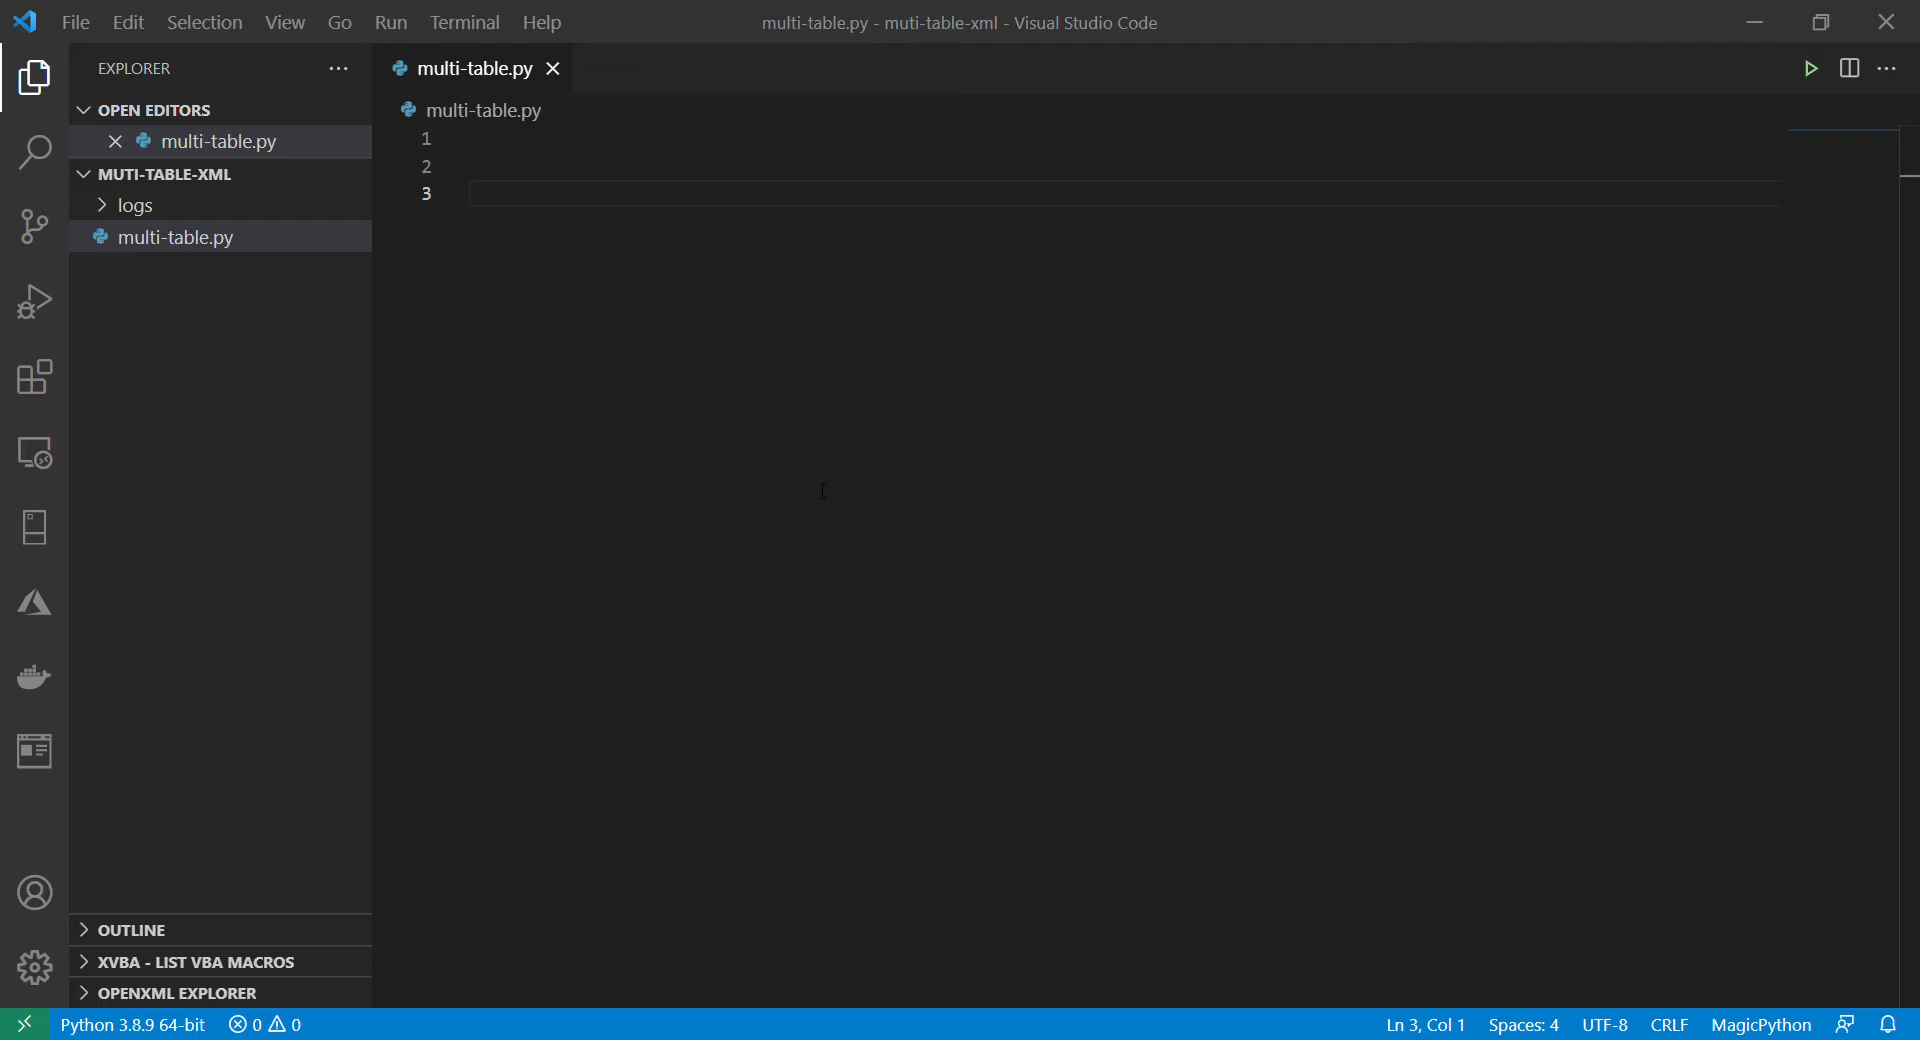 File Edit Selection View Go Run Terminal Help
multi-table.py - muti-table-xml - Visual Studio Code
EXPLORER
OPEN EDITORS
multi-table.py
MUTI-TABLE-XML
logs
multi-table.py
multi-table.py
multi-table.py
1
2
3
OUTLINE
XVBA - LIST VBA MACROS
OPENXML EXPLORER
Python 3.8.9 64-bit 0 0 Ln 3, Col 1 Spaces: 4 UTF-8 CRLF MagicPython